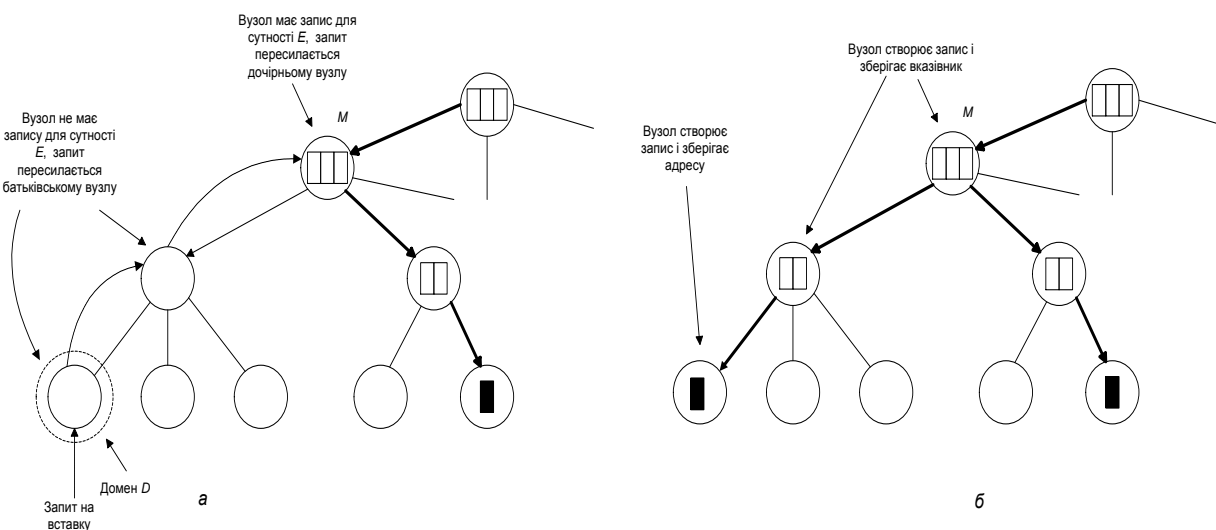 Вузол має запис для
сутності E, запит
пересилається
дочірньому вузлу
Вузол не має
запису для сутності
E, запит
пересилається
батьківському вузлу
M
Домен D
Запит на
вставку
а
Вузол створює запис і
зберігає вказівник
Вузол створює
запис і зберігає
адресу
M
б